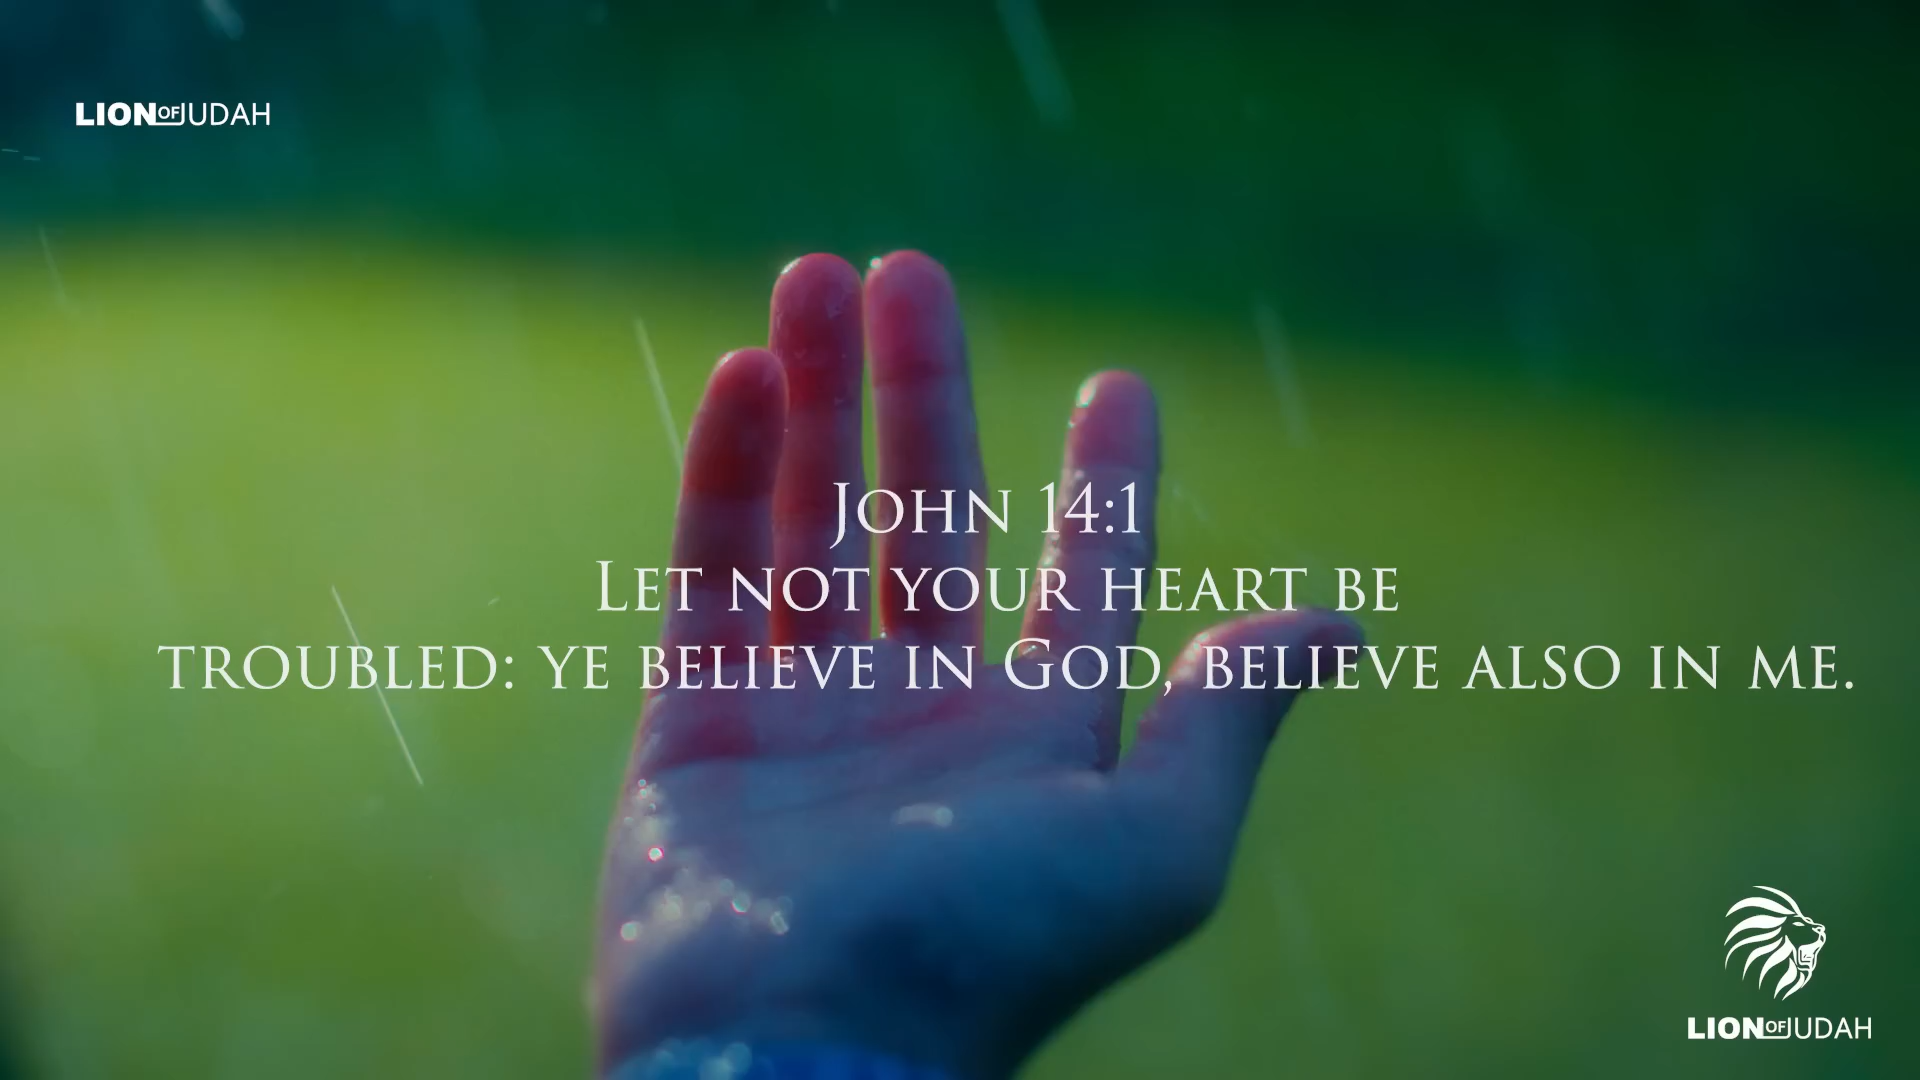 LION OF JUDAH
John 14:1
Let not your heart be
troubled: ye believe in God, believe also in me.
LION OF JUDAH